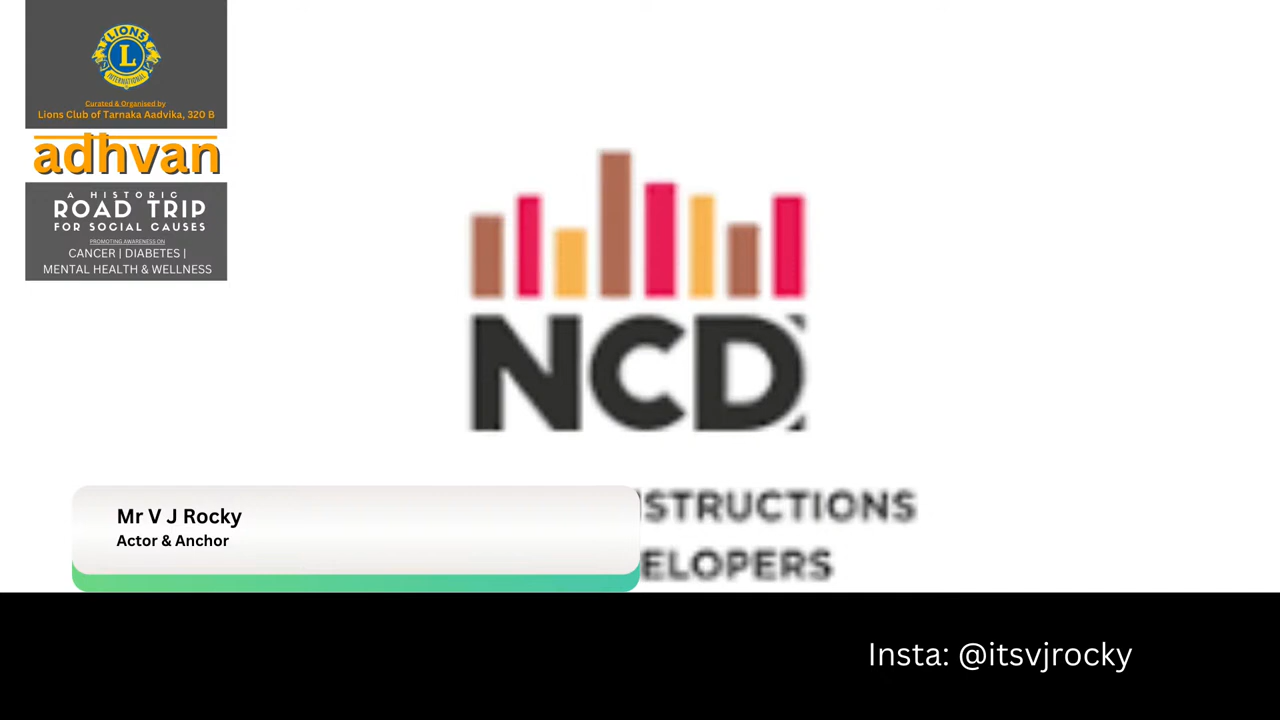 LIONS
L
INTERNATIONAL
Curated & Organised by
Lions Club of Tarnaka Aadvika, 320 B
adhvan
A HISTORIC
ROAD TRIP
FOR SOCIAL CAUSES
PROMOTING AWARENESS ON
CANCER | DIABETES |
MENTAL HEALTH & WELLNESS
NCD
STRUCTIONS
ELOPERS
Mr V J Rocky
Actor & Anchor
Insta: @itsvjrocky